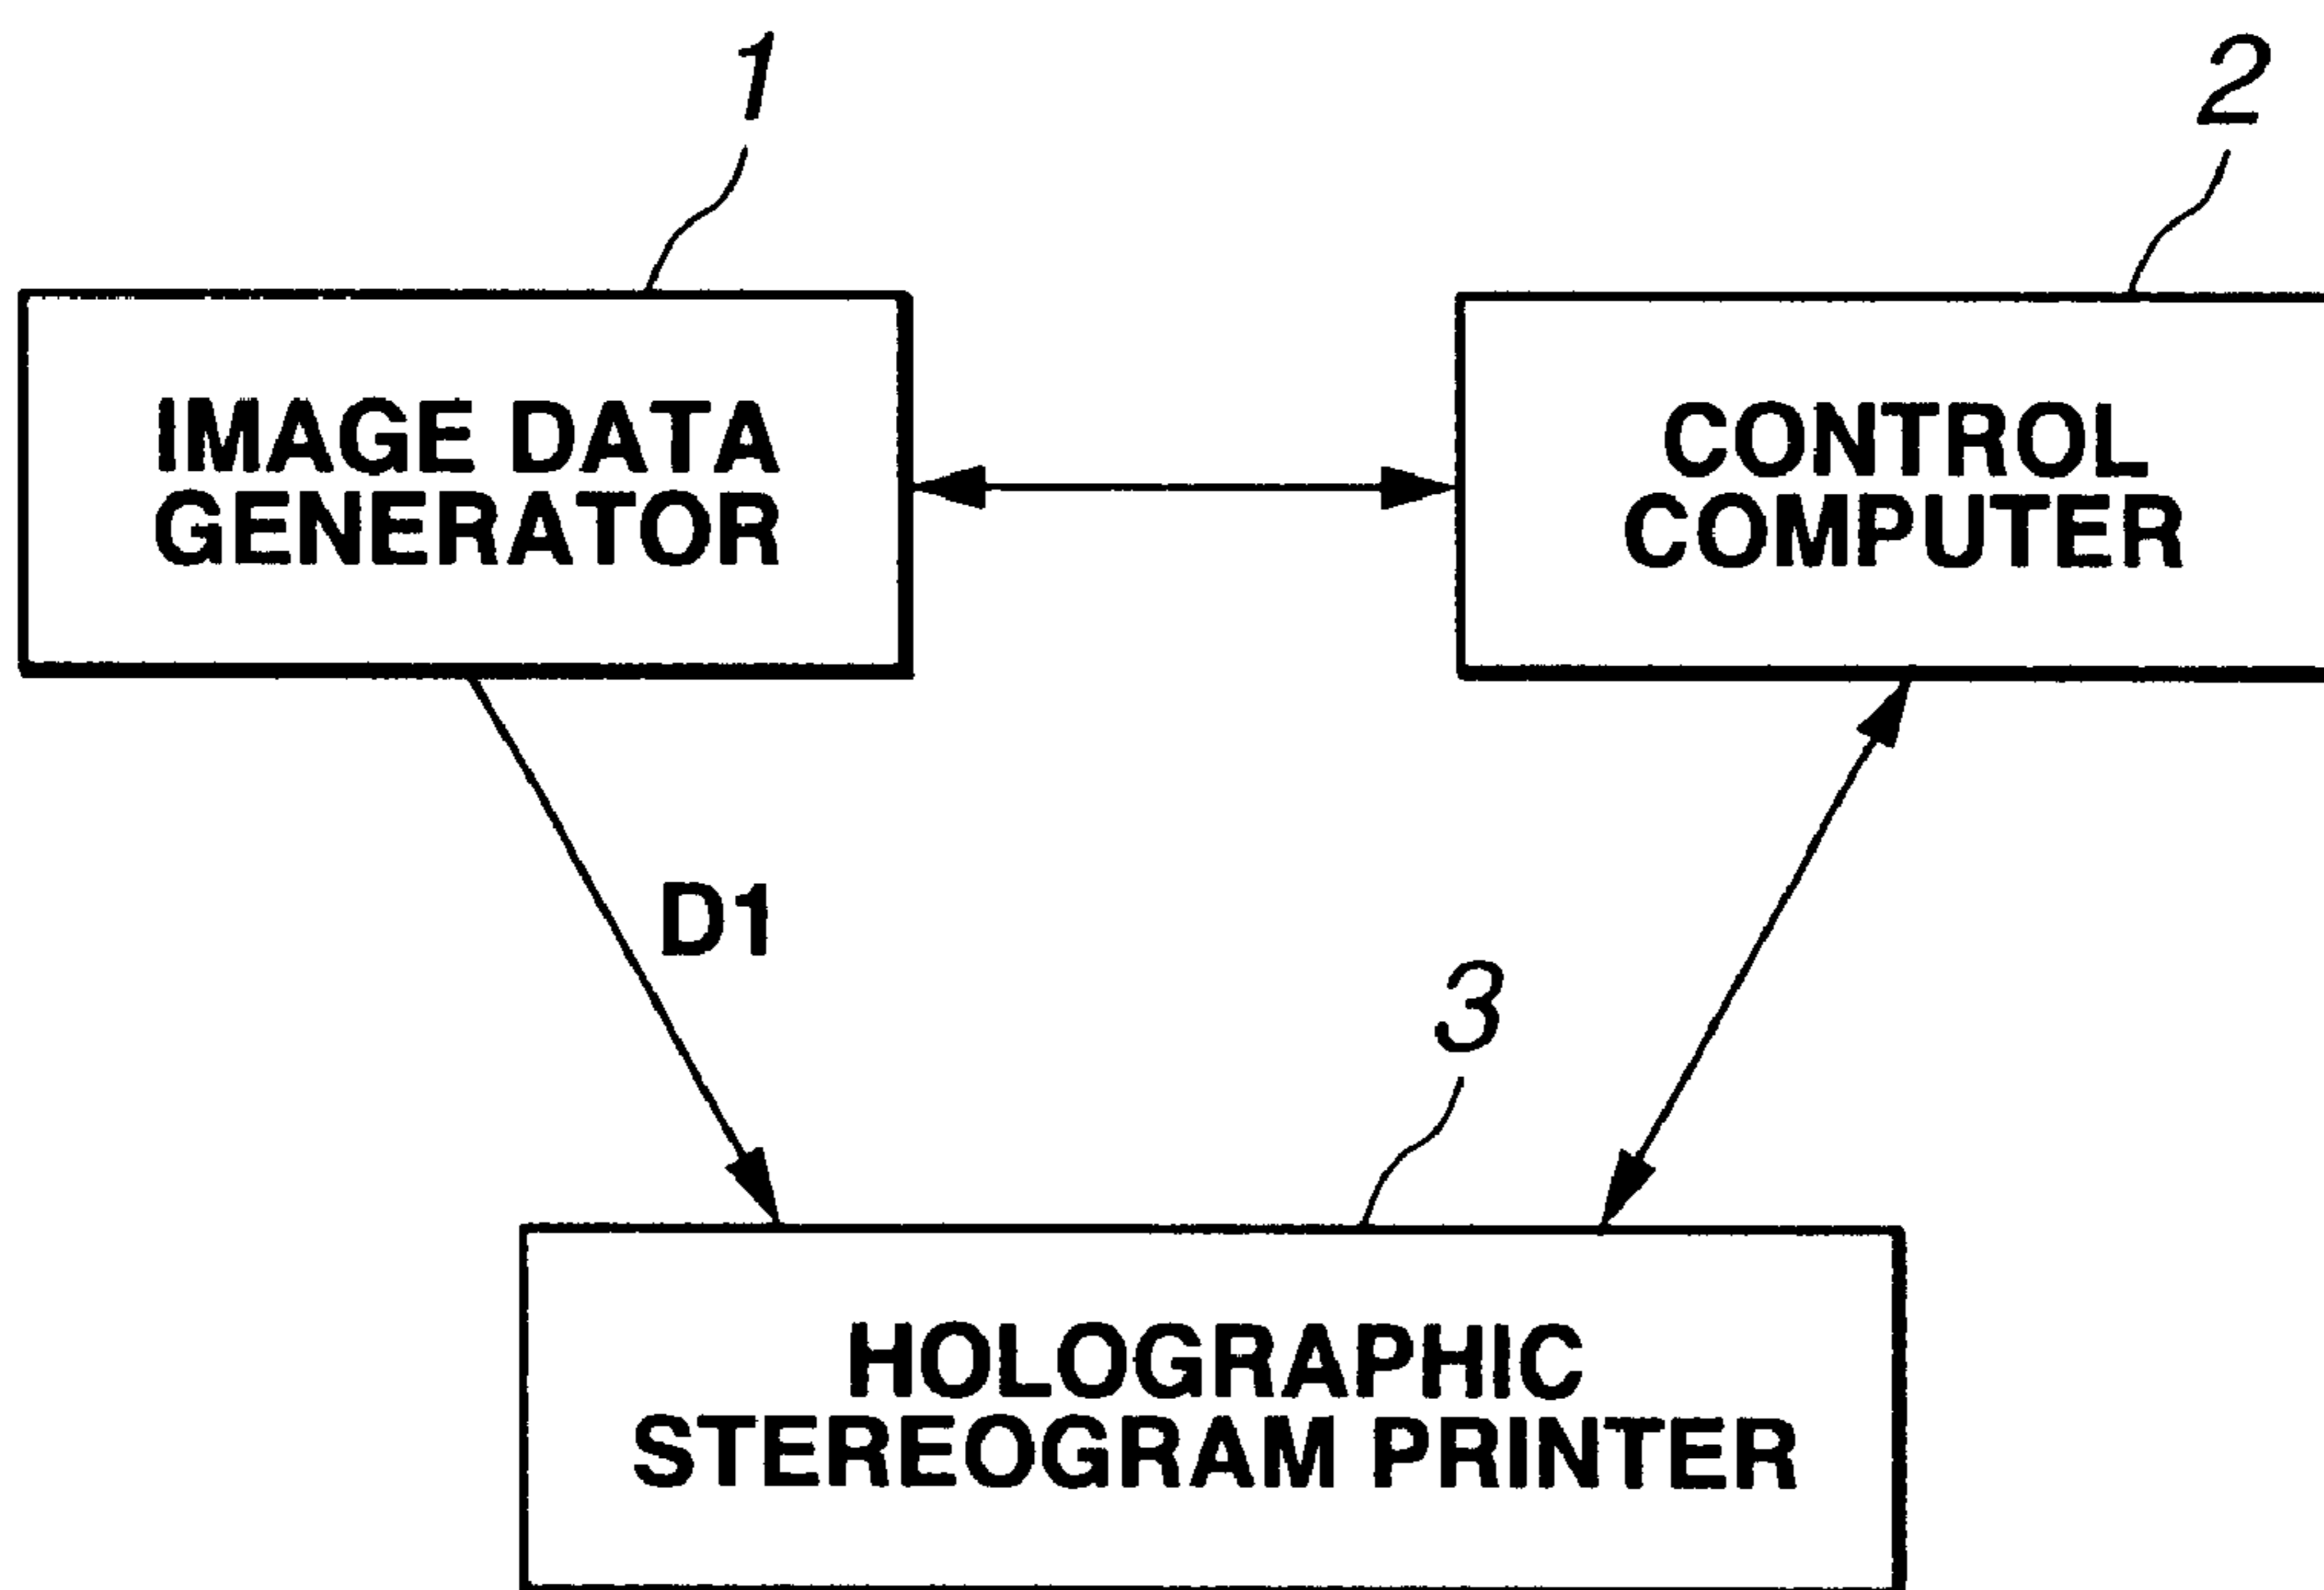 1
2
IMAGE DATA
GENERATOR
CONTROL
COMPUTER
D1
3
HOLOGRAPHIC
STEREOGRAM PRINTER